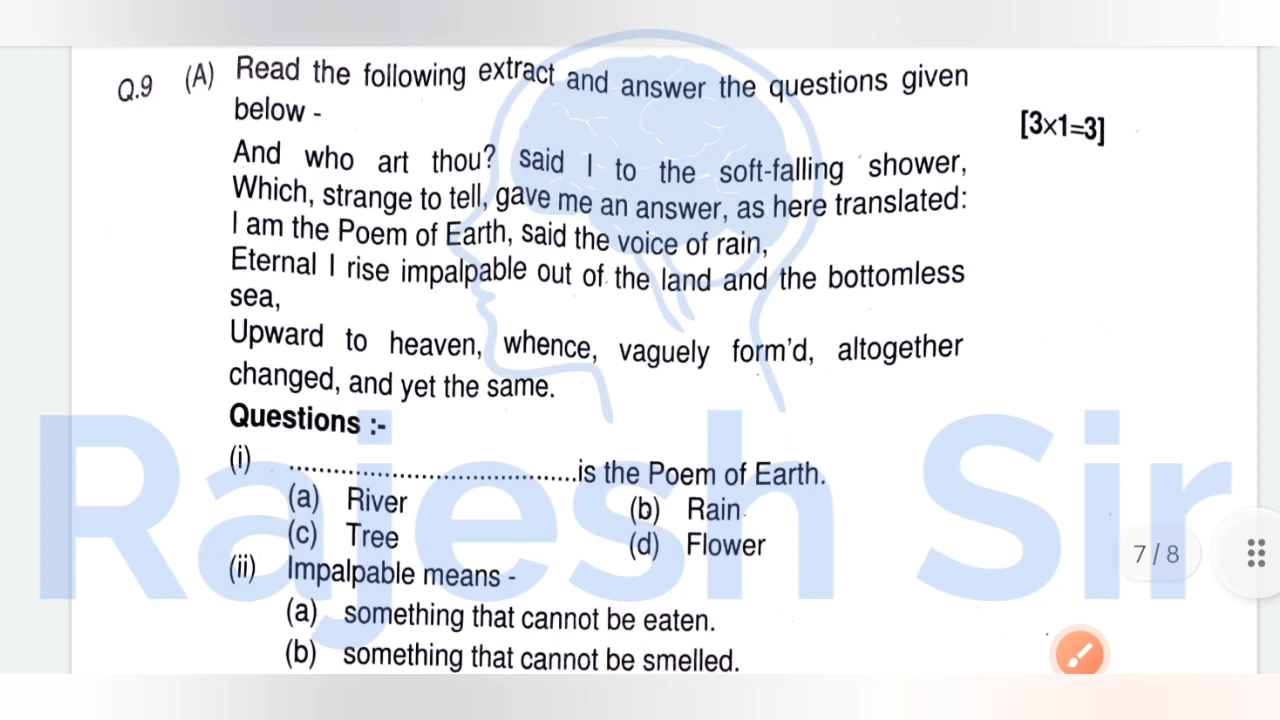 Q.9 (A) Read the following extract and answer the questions given
below -
[3×1=3]
And who art thou? said I to the soft-falling shower,
Which, strange to tell, gave me an answer, as here translated:
I am the Poem of Earth, said the voice of rain,
Eternal I rise impalpable out of the land and the bottomless
sea,
Upward to heaven, whence, vaguely form'd, altogether
changed, and yet the same.
Questions :-
(i) ......................................is the Poem of Earth.
(a) River (b) Rain
(c) Tree (d) Flower
(ii) Impalpable means -
(a) something that cannot be eaten.
(b) something that cannot be smelled.
Rajesh Sir
7 / 8